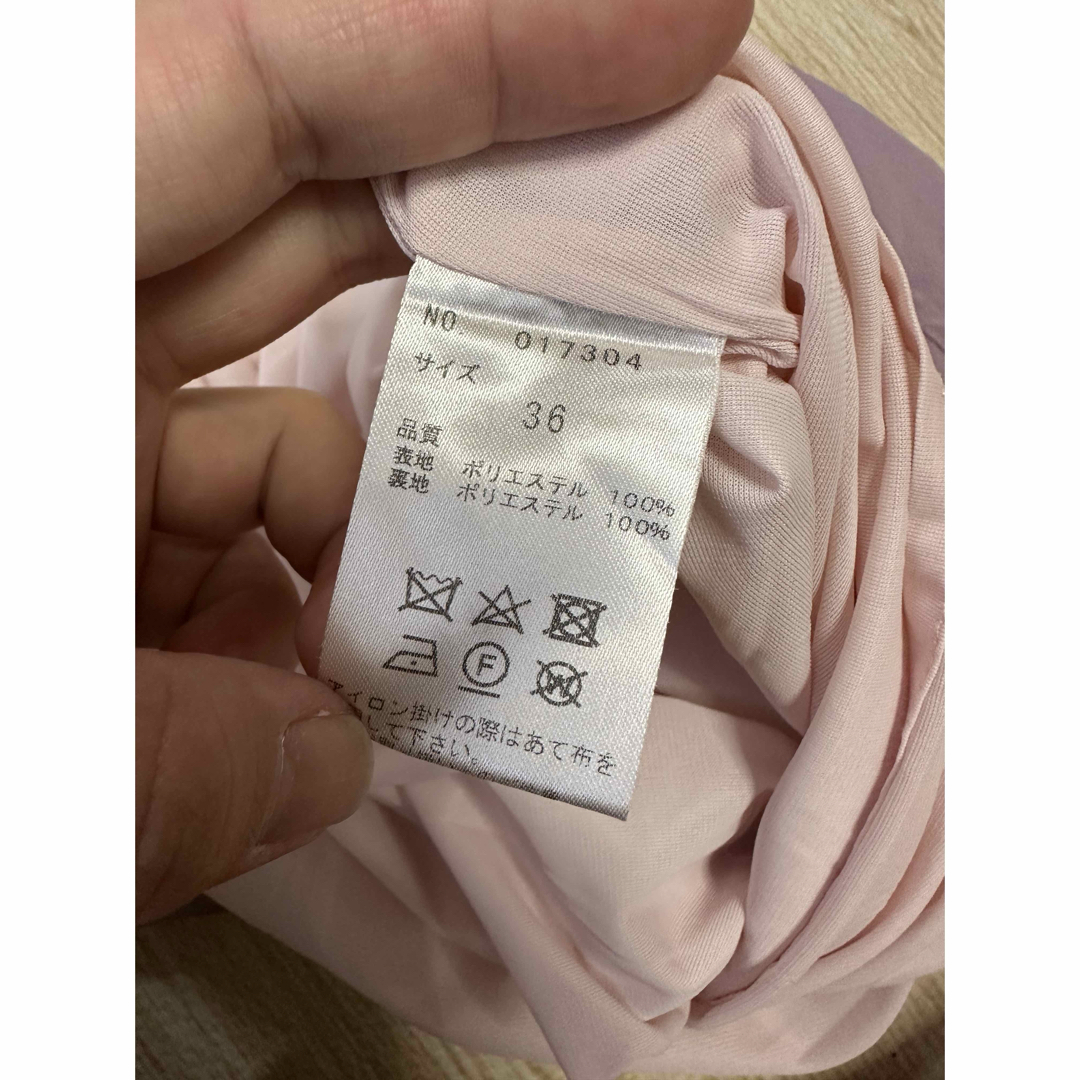 NO 017304
サイズ
36
品質
表地 ポリエステル 100%
裏地 ポリエステル 100%
F
W
アイロン掛けの際はあて布を
して下さい。